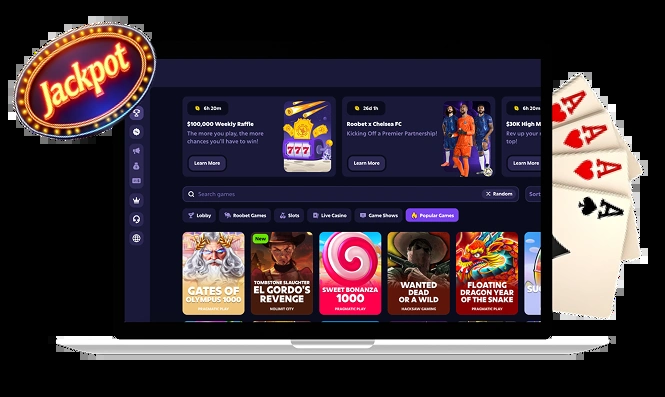 Jackpot
6h 20m
$100,000 Weekly Raffle
The more you play, the more
chances you'll have to win!
Learn More
777
26d 1h
Roobet x Chelsea FC
Kicking Off a Premier Partnership!
Learn More
6h 20m
$30K High M
Rev up your
top!
Learn More
Search games
Random
Sort
Lobby
Roobet Games
Slots
Live Casino
Game Shows
Popular Games
GATES OF
OLYMPUS 1000
PRAGMATIC PLAY
New
TOMBSTONE SLAUGHTER
EL GORDO'S
REVENGE
NOLIMIT CITY
SWEET BONANZA
1000
PRAGMATIC PLAY
WANTED
DEAD
OR A WILD
HACKSAW GAMING
FLOATING
DRAGON YEAR
OF THE SNAKE
PRAGMATIC PLAY
SU
A
A
A
A